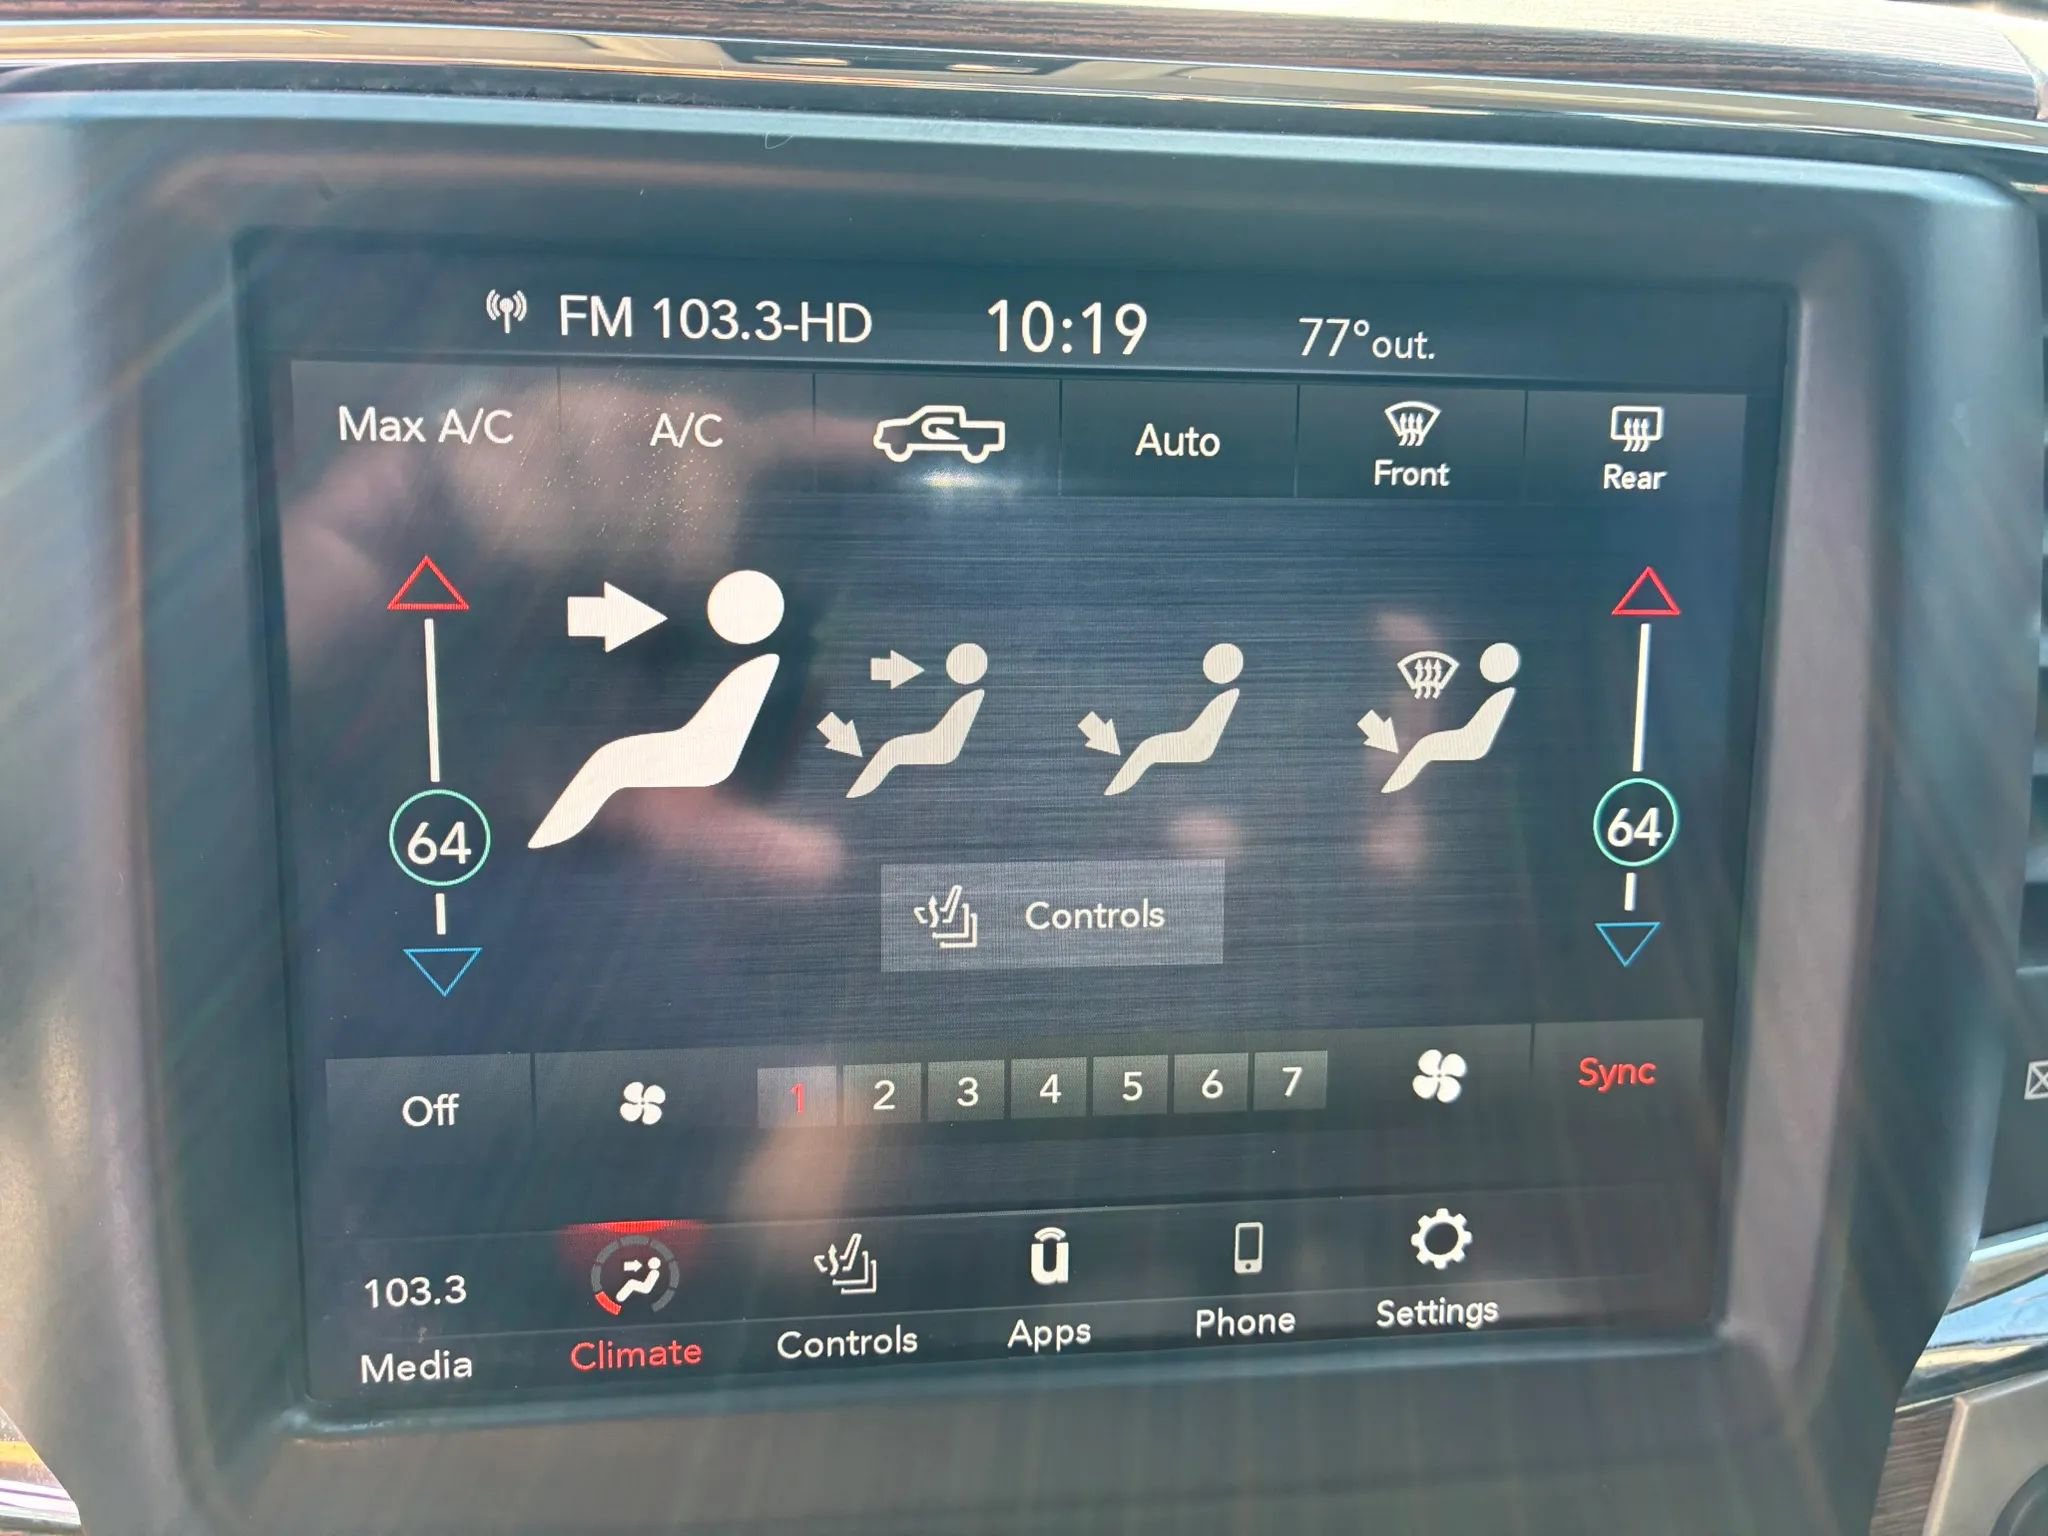 FM 103.3-HD 10:19 77°out.
Max A/C A/C Auto Front Rear
64 64
Controls
Off 1 2 3 4 5 6 7 Sync
103.3
Media Climate Controls Apps Phone Settings